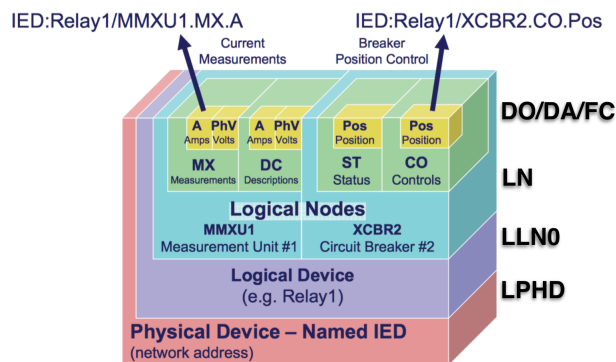 IED:Relay1/MMXU1.MX.A
IED:Relay1/XCBR2.CO.Pos
Current
Measurements
Breaker
Position Control
DO/DA/FC
A PhV A PhV Pos Pos
Amps Volts Amps Volts Position Position
MX DC ST CO
Measurements Descriptions Status Controls
LN
Logical Nodes
MMXU1 XCBR2
Measurement Unit #1 Circuit Breaker #2
LLN0
Logical Device
(e.g. Relay1)
LPHD
Physical Device – Named IED
(network address)